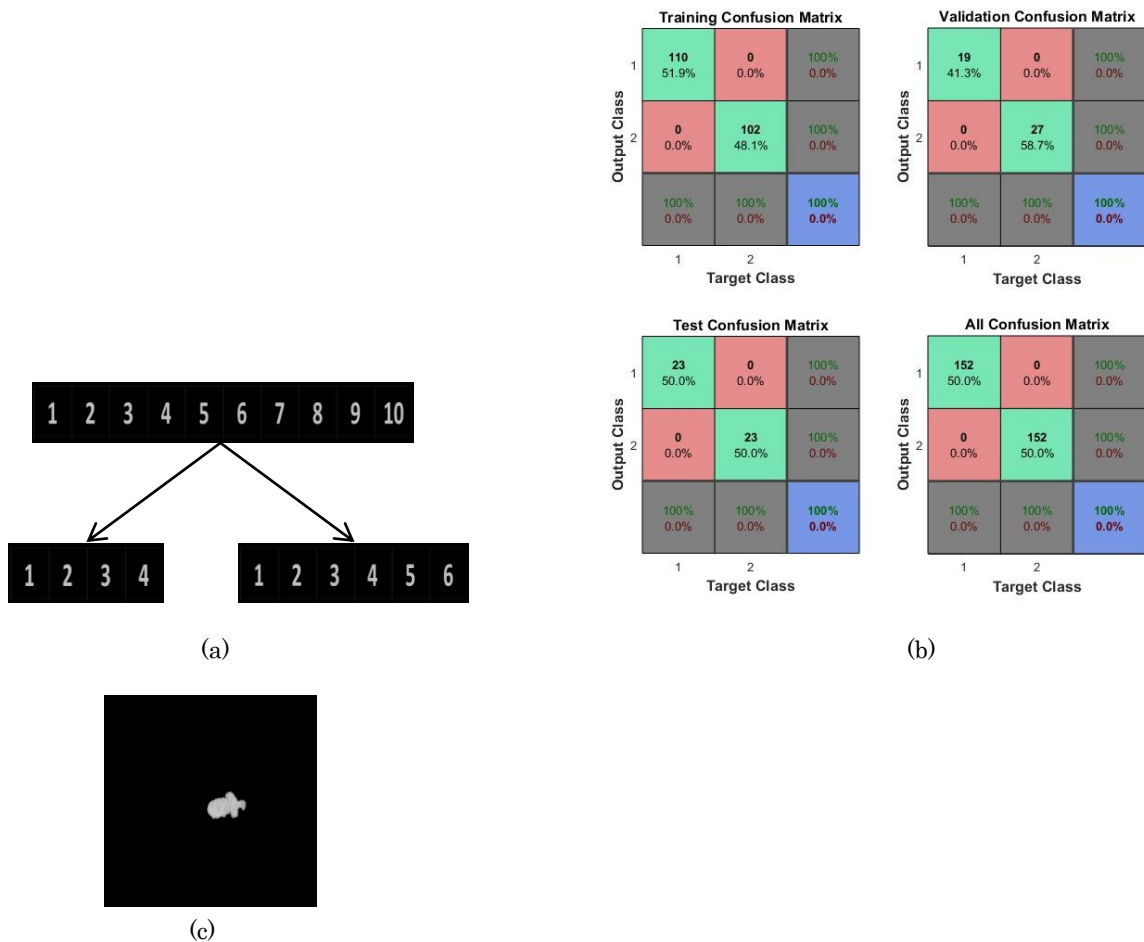 Training Confusion Matrix
110 0 100%
51.9% 0.0% 0.0%
1
0 102 100%
0.0% 48.1% 0.0%
2
100% 100% 100%
0.0% 0.0% 0.0%
1 2
Output Class
Target Class
Validation Confusion Matrix
19 0 100%
41.3% 0.0% 0.0%
1
0 27 100%
0.0% 58.7% 0.0%
2
100% 100% 100%
0.0% 0.0% 0.0%
1 2
Output Class
Target Class
1 2 3 4 5 6 7 8 9 10
1 2 3 4
1 2 3 4 5 6
(a)
Test Confusion Matrix
23 0 100%
50.0% 0.0% 0.0%
1
0 23 100%
0.0% 50.0% 0.0%
2
100% 100% 100%
0.0% 0.0% 0.0%
1 2
Output Class
Target Class
All Confusion Matrix
152 0 100%
50.0% 0.0% 0.0%
1
0 152 100%
0.0% 50.0% 0.0%
2
100% 100% 100%
0.0% 0.0% 0.0%
1 2
Output Class
Target Class
(b)
(c)